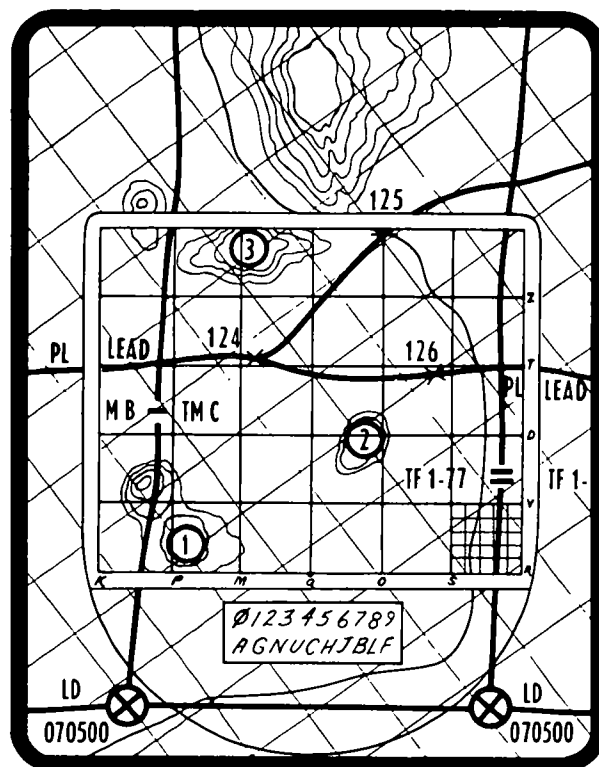 125
3
Z
124
126
PL LEAD
T
PL LEAD
M B TMC
2
D
TF 1-77
TF 1-
V
1
K P M Q O S R
Ø123456789
AGNUCHJBLF
LD
LD
070500
070500